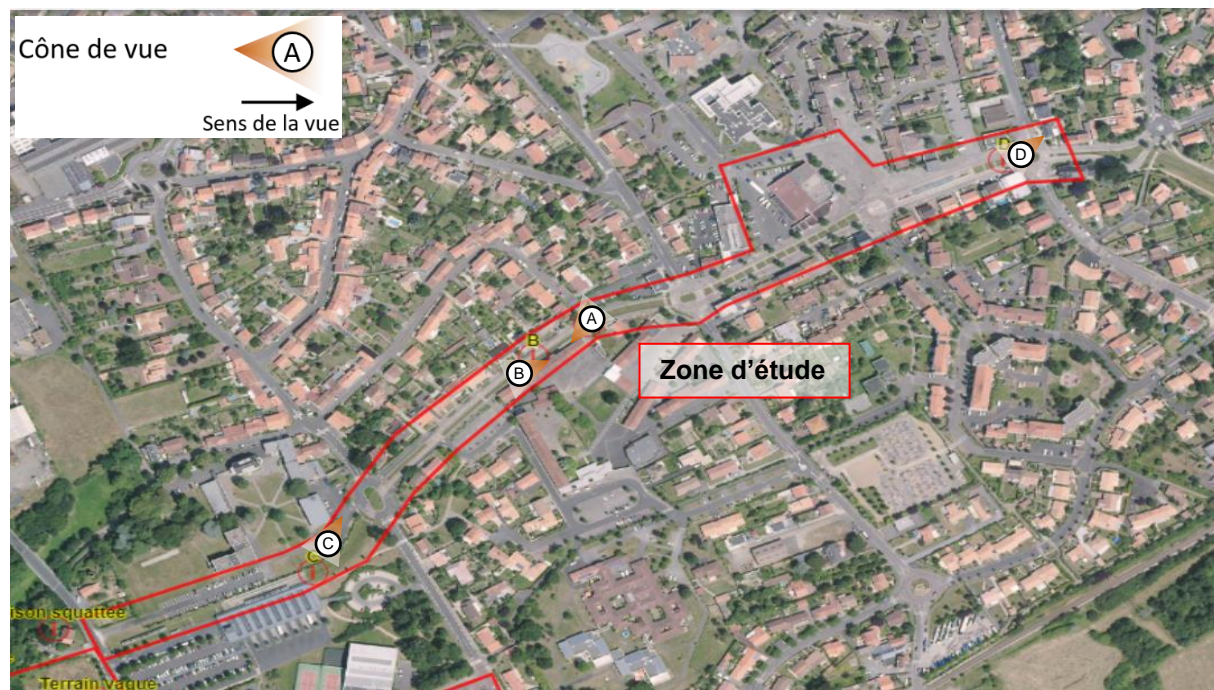 Cône de vue
A
Sens de la vue
D
D
A
B
B
Zone d'étude
C
C
ison squattée
Terrain vague